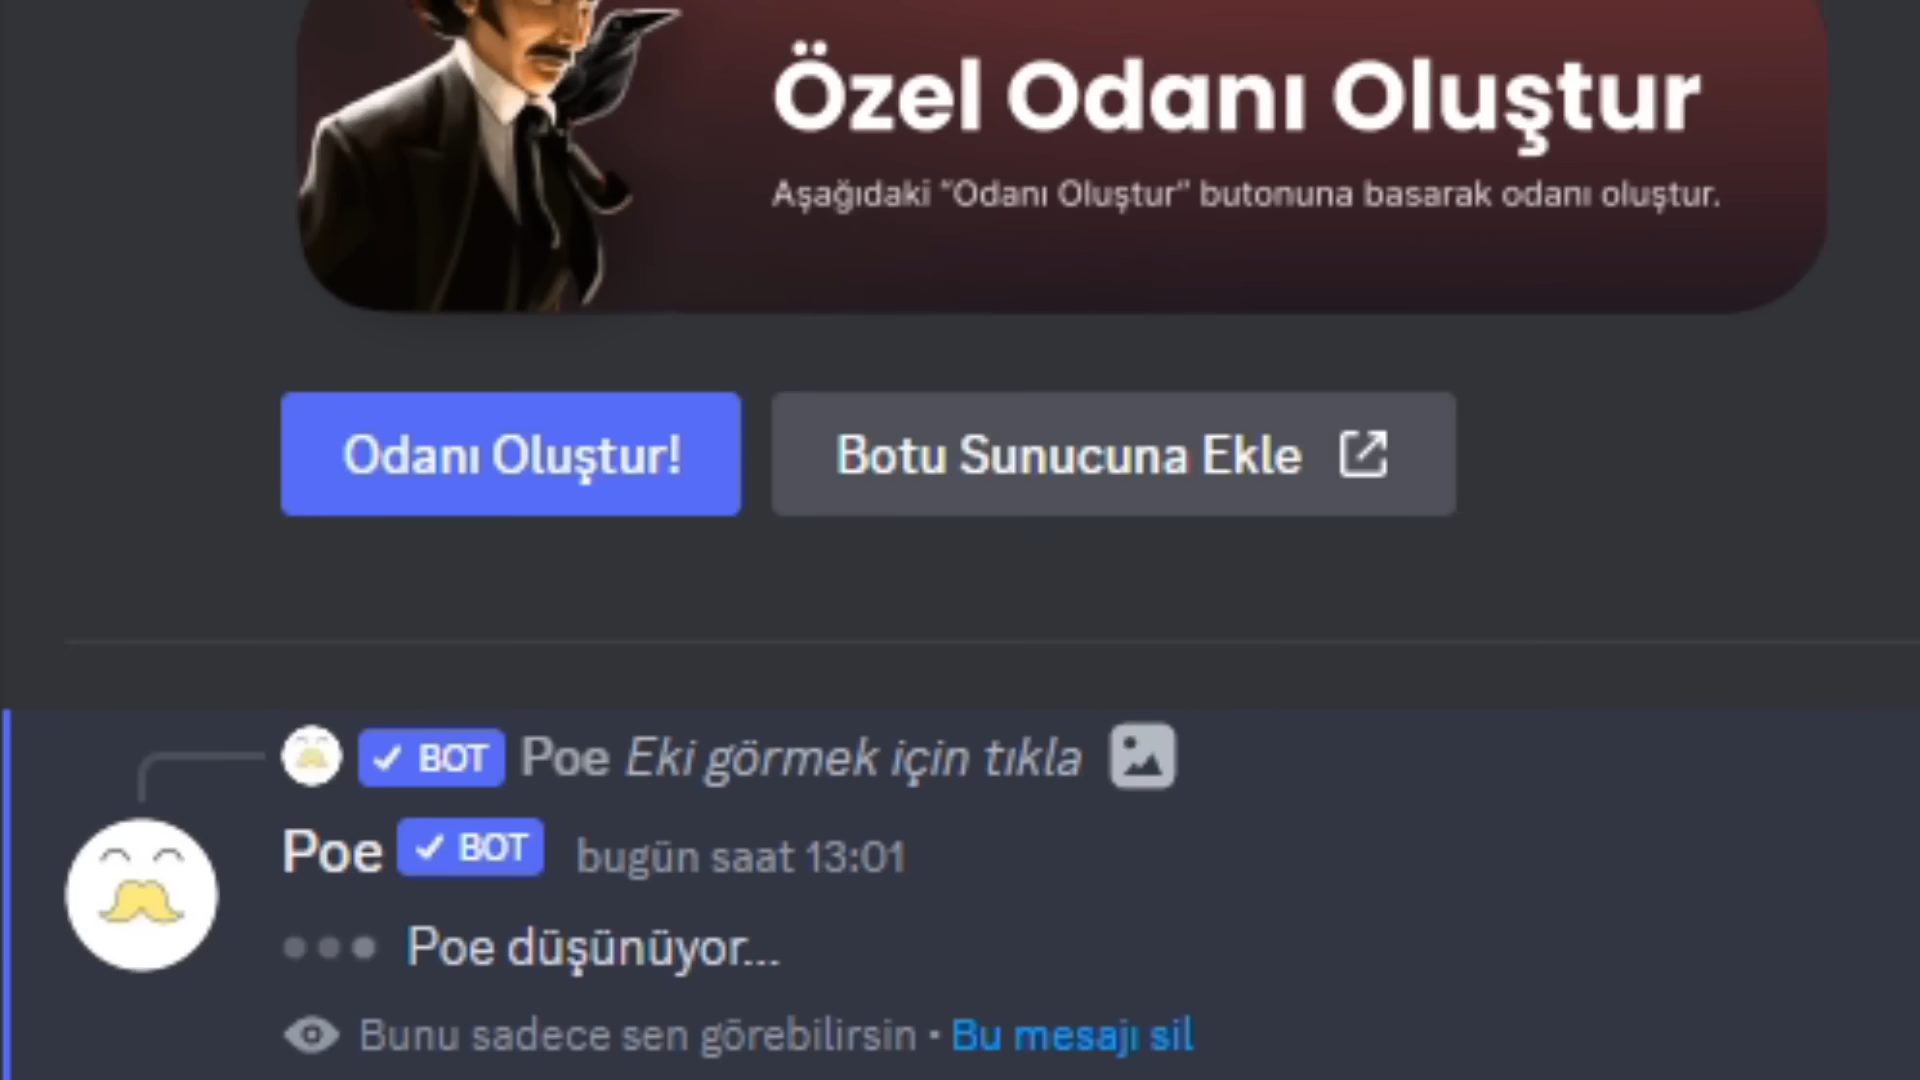 Özel Odanı Oluştur
Aşağıdaki "Odanı Oluştur" butonuna basarak odanı oluştur.
Odanı Oluştur!
Botu Sunucuna Ekle
✓ BOT Poe Eki görmek için tıkla
Poe ✓ BOT bugün saat 13:01
Poe düşünüyor...
Bunu sadece sen görebilirsin • Bu mesajı sil